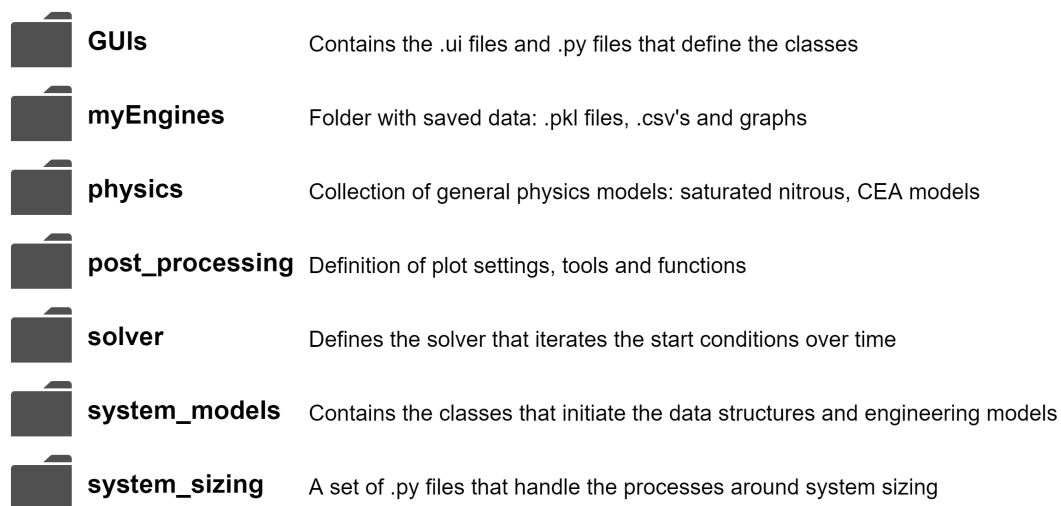 GUIs Contains the .ui files and .py files that define the classes
myEngines Folder with saved data: .pkl files, .csv's and graphs
physics Collection of general physics models: saturated nitrous, CEA models
post_processing Definition of plot settings, tools and functions
solver Defines the solver that iterates the start conditions over time
system_models Contains the classes that initiate the data structures and engineering models
system_sizing A set of .py files that handle the processes around system sizing